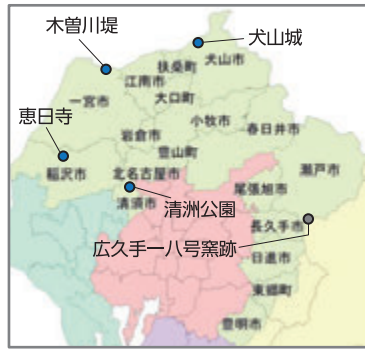 木曽川堤
犬山城
扶桑町
犬山市
江南市
大口町
一宮市
小牧市
恵日寺
岩倉市
春日井市
豊山町
瀬戸市
稲沢市
北名古屋市
尾張旭市
清須市
清洲公園
長久手市
広久手一八号窯跡
日進市
東郷町
豊明市